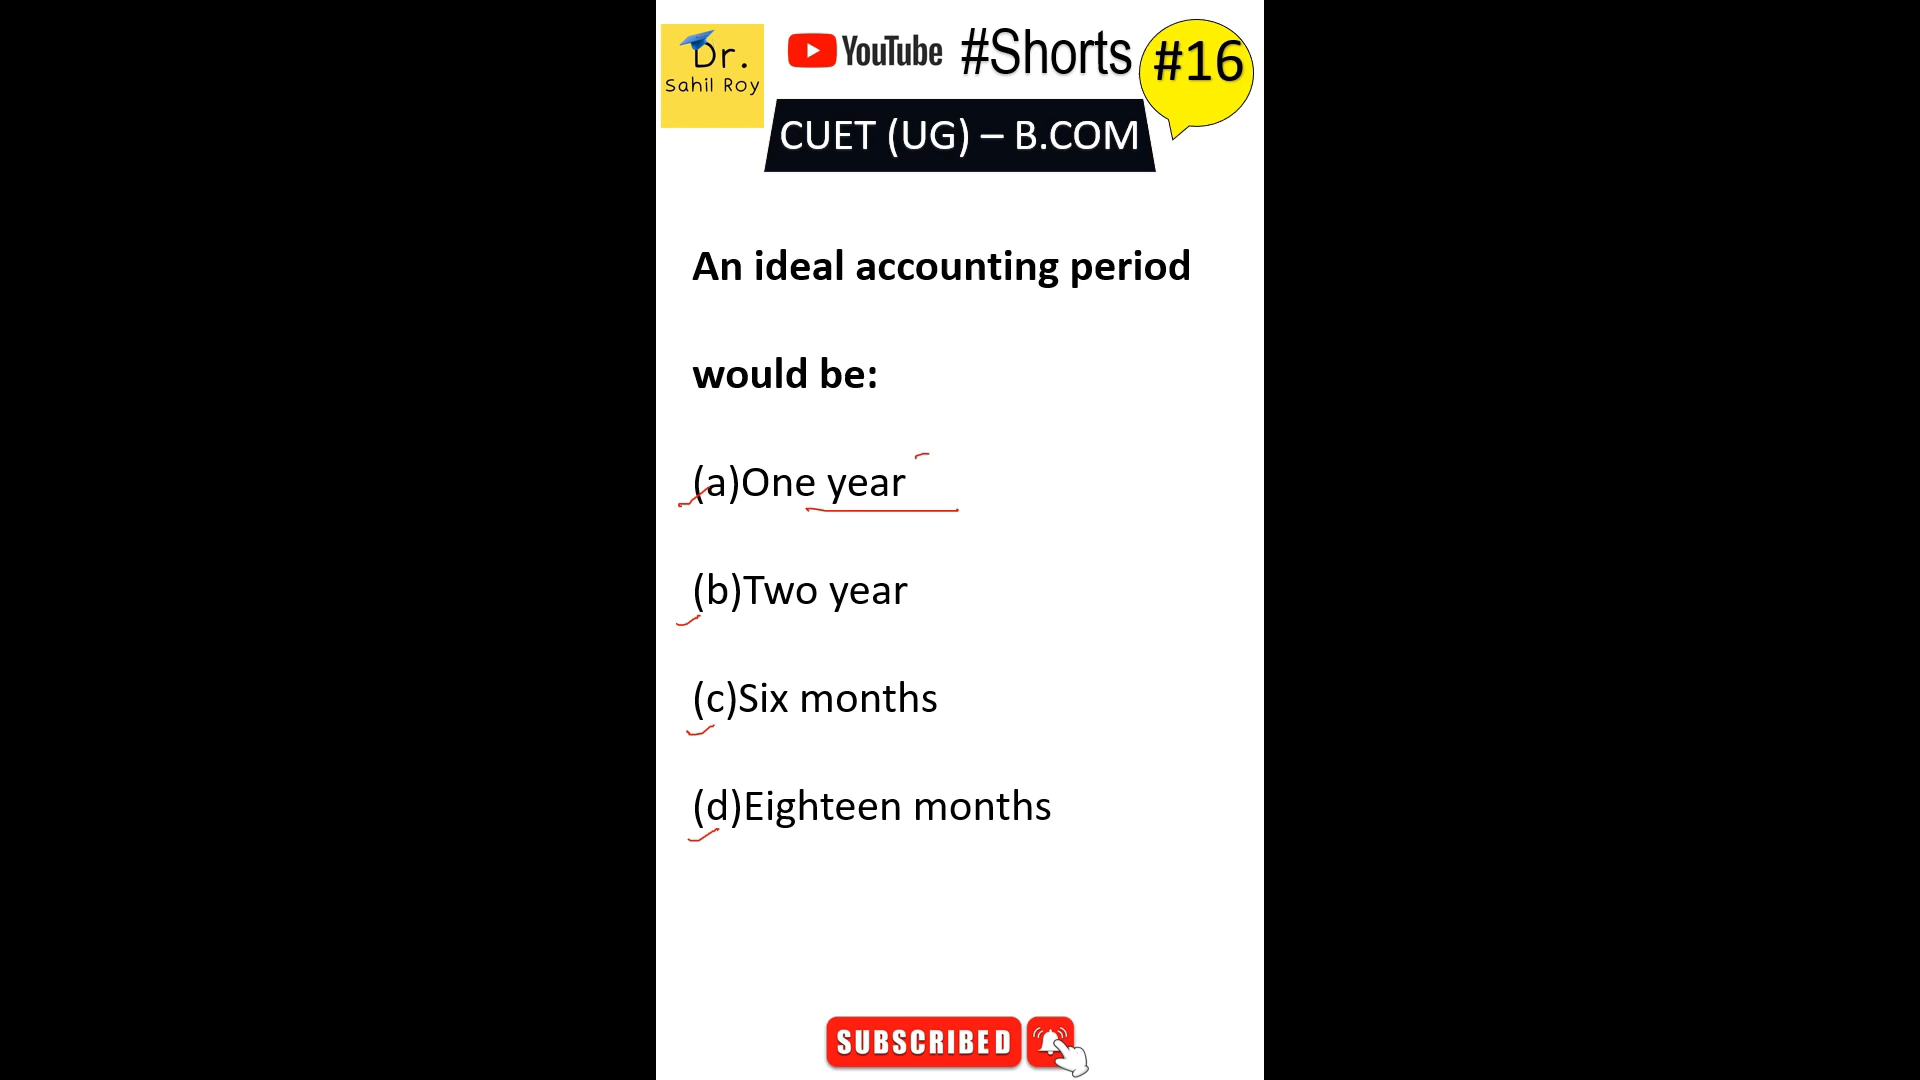 Dr.
Sahil Roy
YouTube #Shorts #16
CUET (UG) – B.COM
An ideal accounting period
would be:
(a)One year
(b)Two year
(c)Six months
(d)Eighteen months
SUBSCRIBED